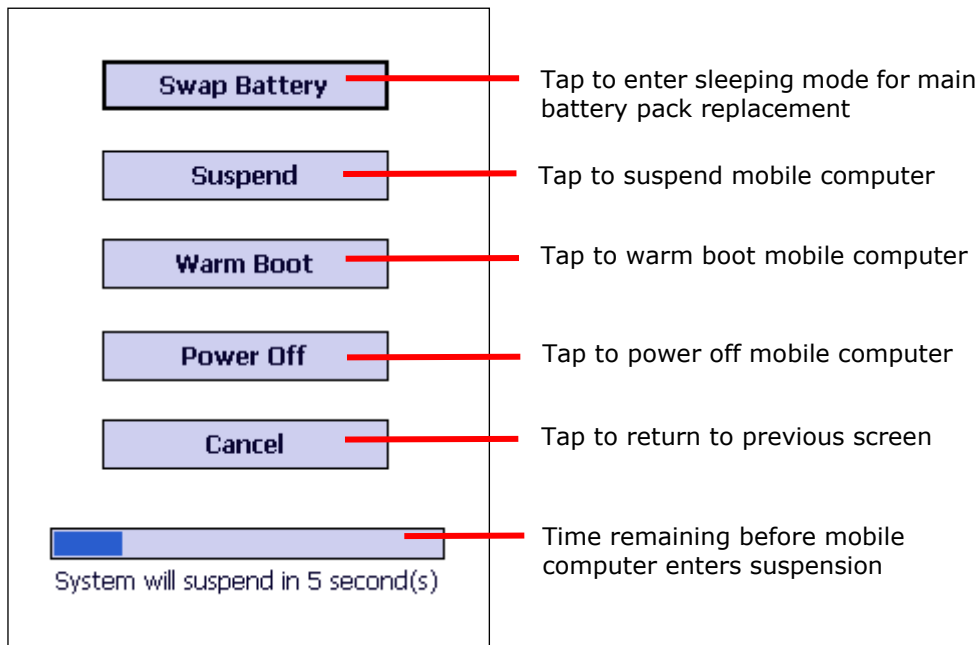 Swap Battery
Tap to enter sleeping mode for main
battery pack replacement
Suspend
Tap to suspend mobile computer
Warm Boot
Tap to warm boot mobile computer
Power Off
Tap to power off mobile computer
Cancel
Tap to return to previous screen
Time remaining before mobile
computer enters suspension
System will suspend in 5 second(s)